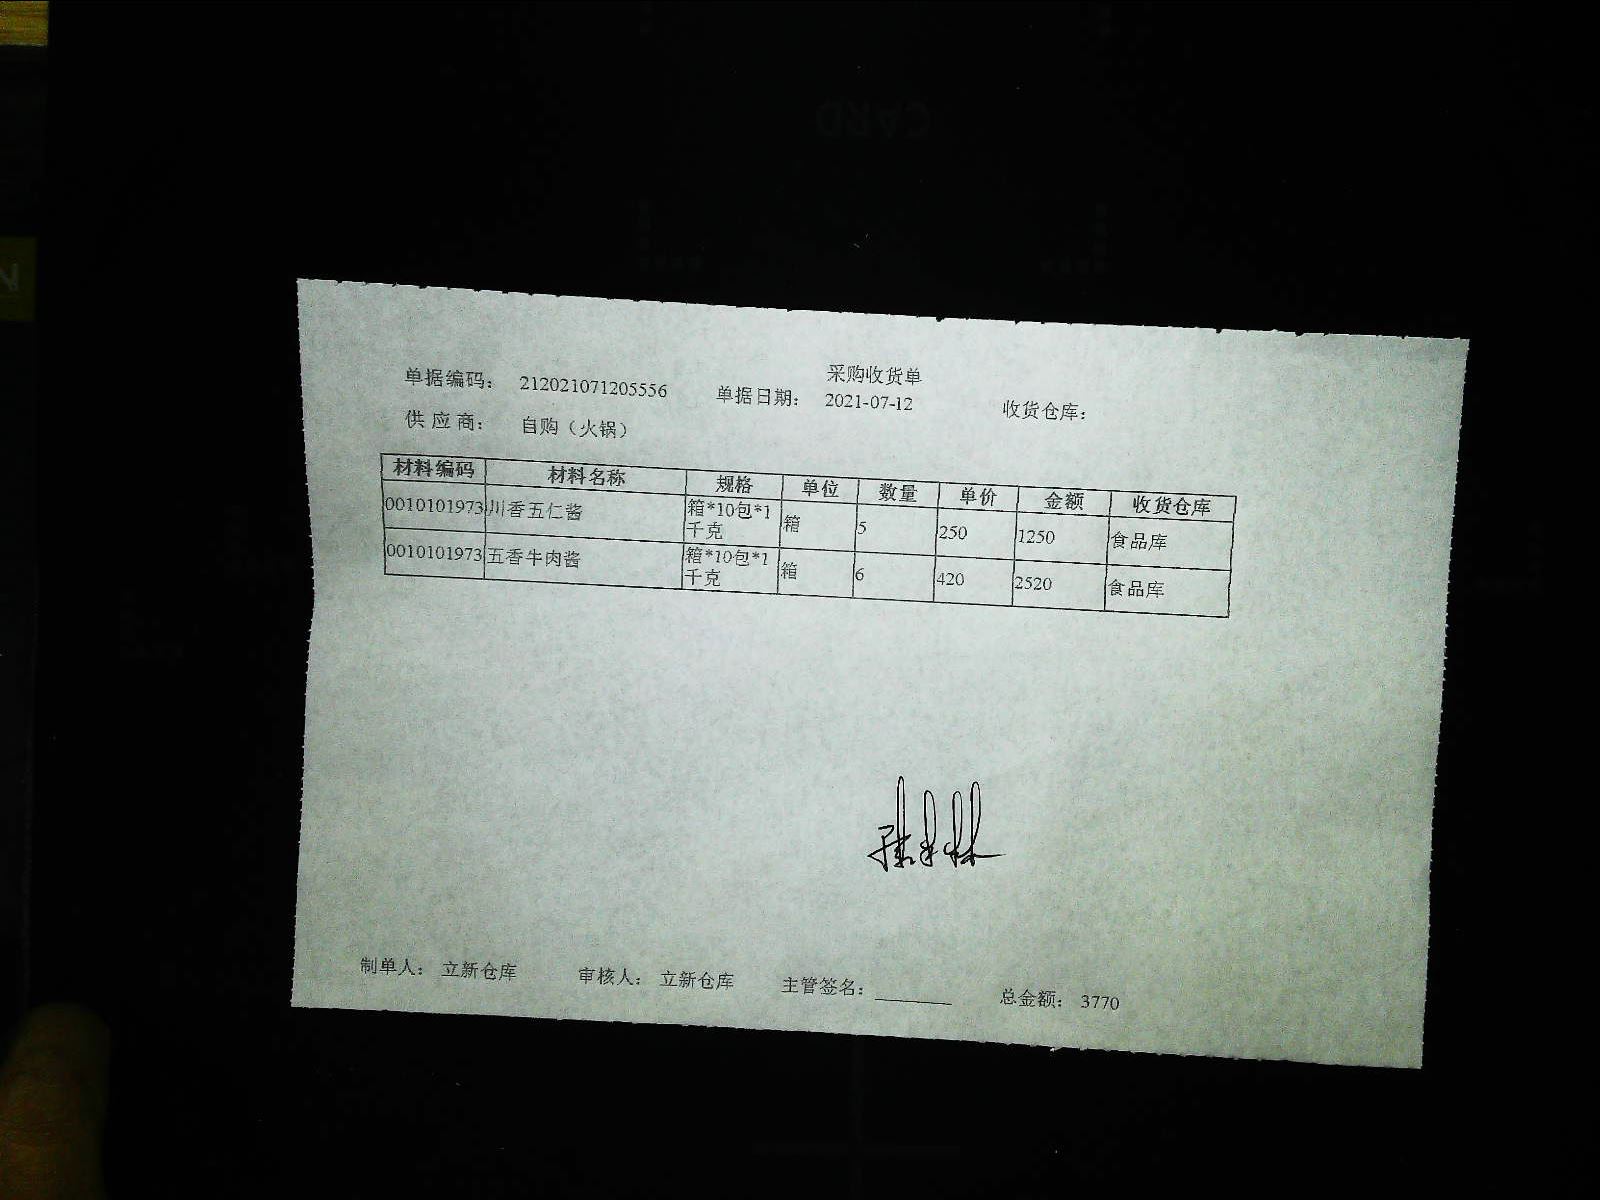 CARD
采购收货单
单据编码： 212021071205556 单据日期： 2021-07-12 收货仓库：
供 应 商： 自购（火锅）
材料编码 材料名称 规格 单位 数量 单价 金额 收货仓库
0010101973 川香五仁酱 箱*10包*1千克 箱 5 250 1250 食品库
0010101973 五香牛肉酱 箱*10包*1千克 箱 6 420 2520 食品库
制单人： 立新仓库 审核人： 立新仓库 主管签名： 总金额： 3770